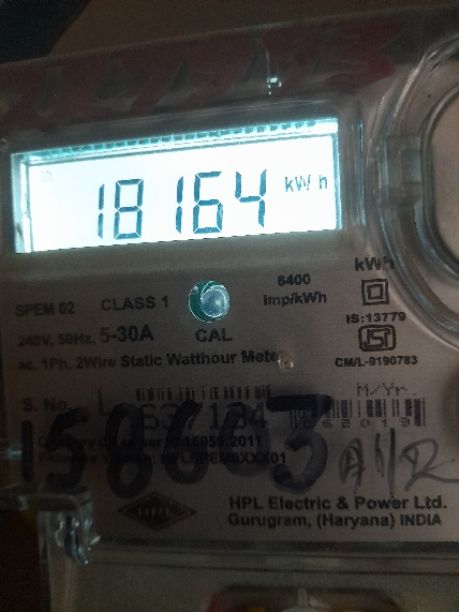 18164 kWh
6400
imp/kWh
kWh
SPEM 02 CLASS 1
IS:13779
240V, 50Hz, 5-30A CAL
ac, 1Ph, 2Wire Static Watthour Meter
CM/L-9190783
S. No.
M/Yr
062019
158663
HPL Electric & Power Ltd.
Gurugram, (Haryana) INDIA